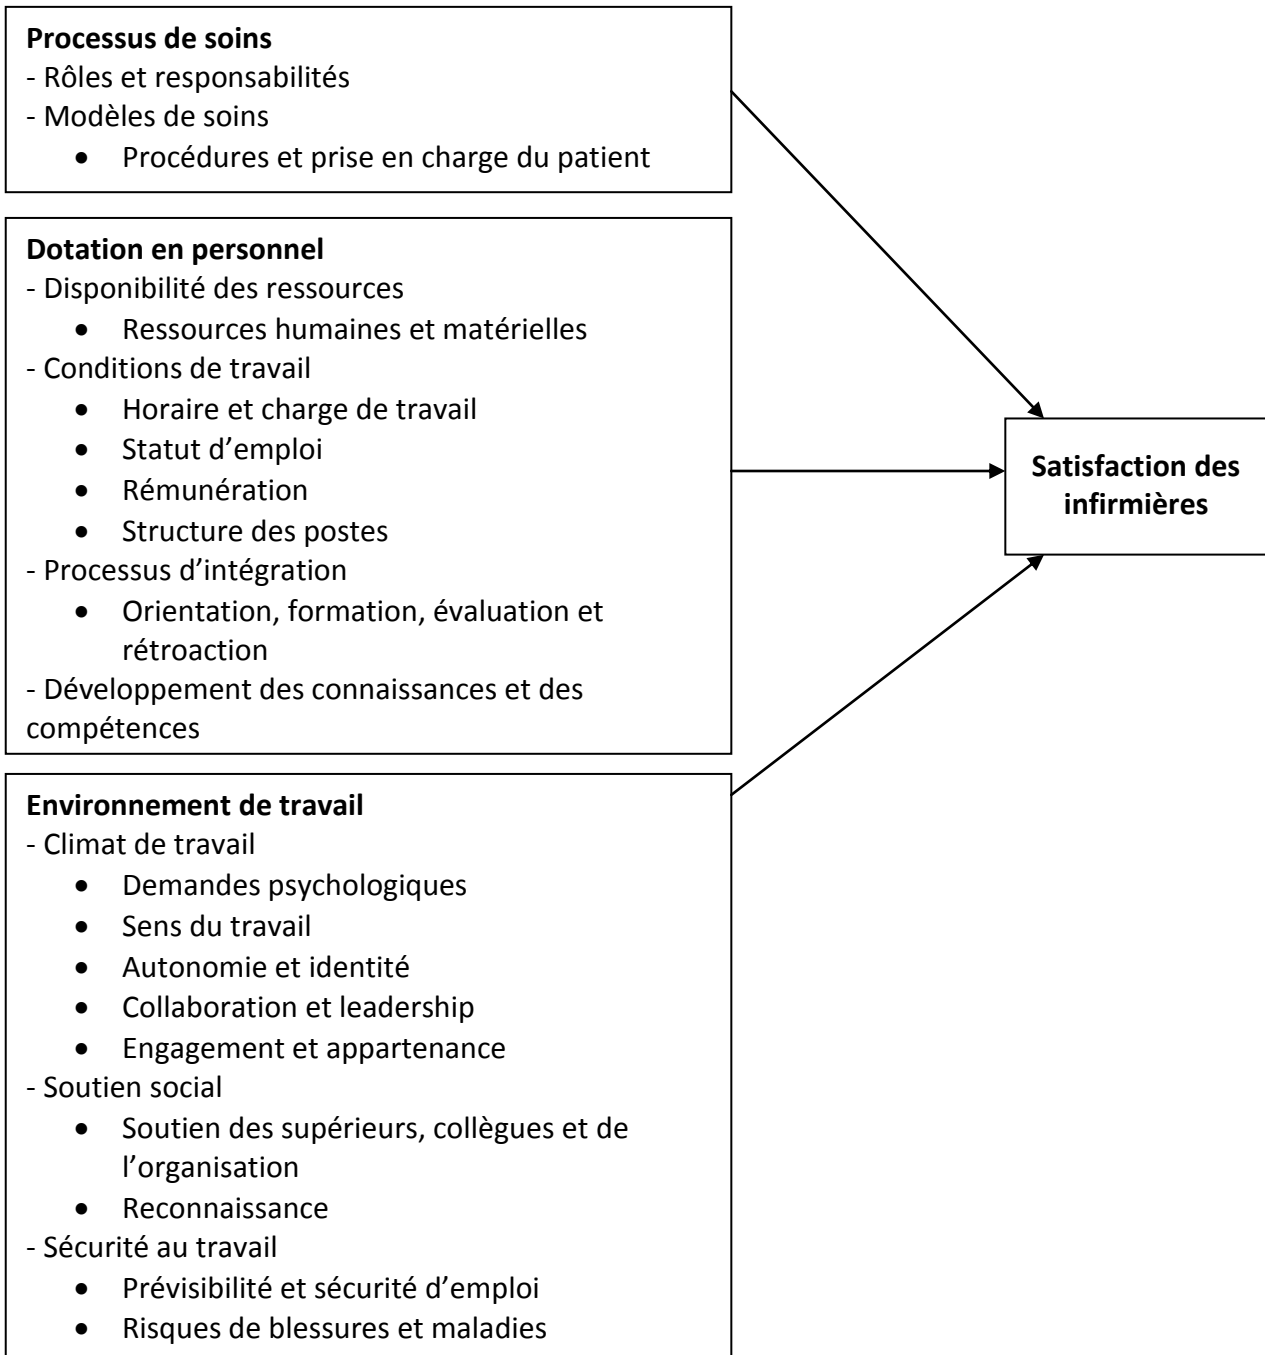 Processus de soins
- Rôles et responsabilités
- Modèles de soins
• Procédures et prise en charge du patient
Dotation en personnel
- Disponibilité des ressources
• Ressources humaines et matérielles
- Conditions de travail
• Horaire et charge de travail
• Statut d’emploi
• Rémunération
• Structure des postes
- Processus d’intégration
• Orientation, formation, évaluation et
rétroaction
- Développement des connaissances et des
compétences
Environnement de travail
- Climat de travail
• Demandes psychologiques
• Sens du travail
• Autonomie et identité
• Collaboration et leadership
• Engagement et appartenance
- Soutien social
• Soutien des supérieurs, collègues et de
l’organisation
• Reconnaissance
- Sécurité au travail
• Prévisibilité et sécurité d’emploi
• Risques de blessures et maladies
Satisfaction des
infirmières